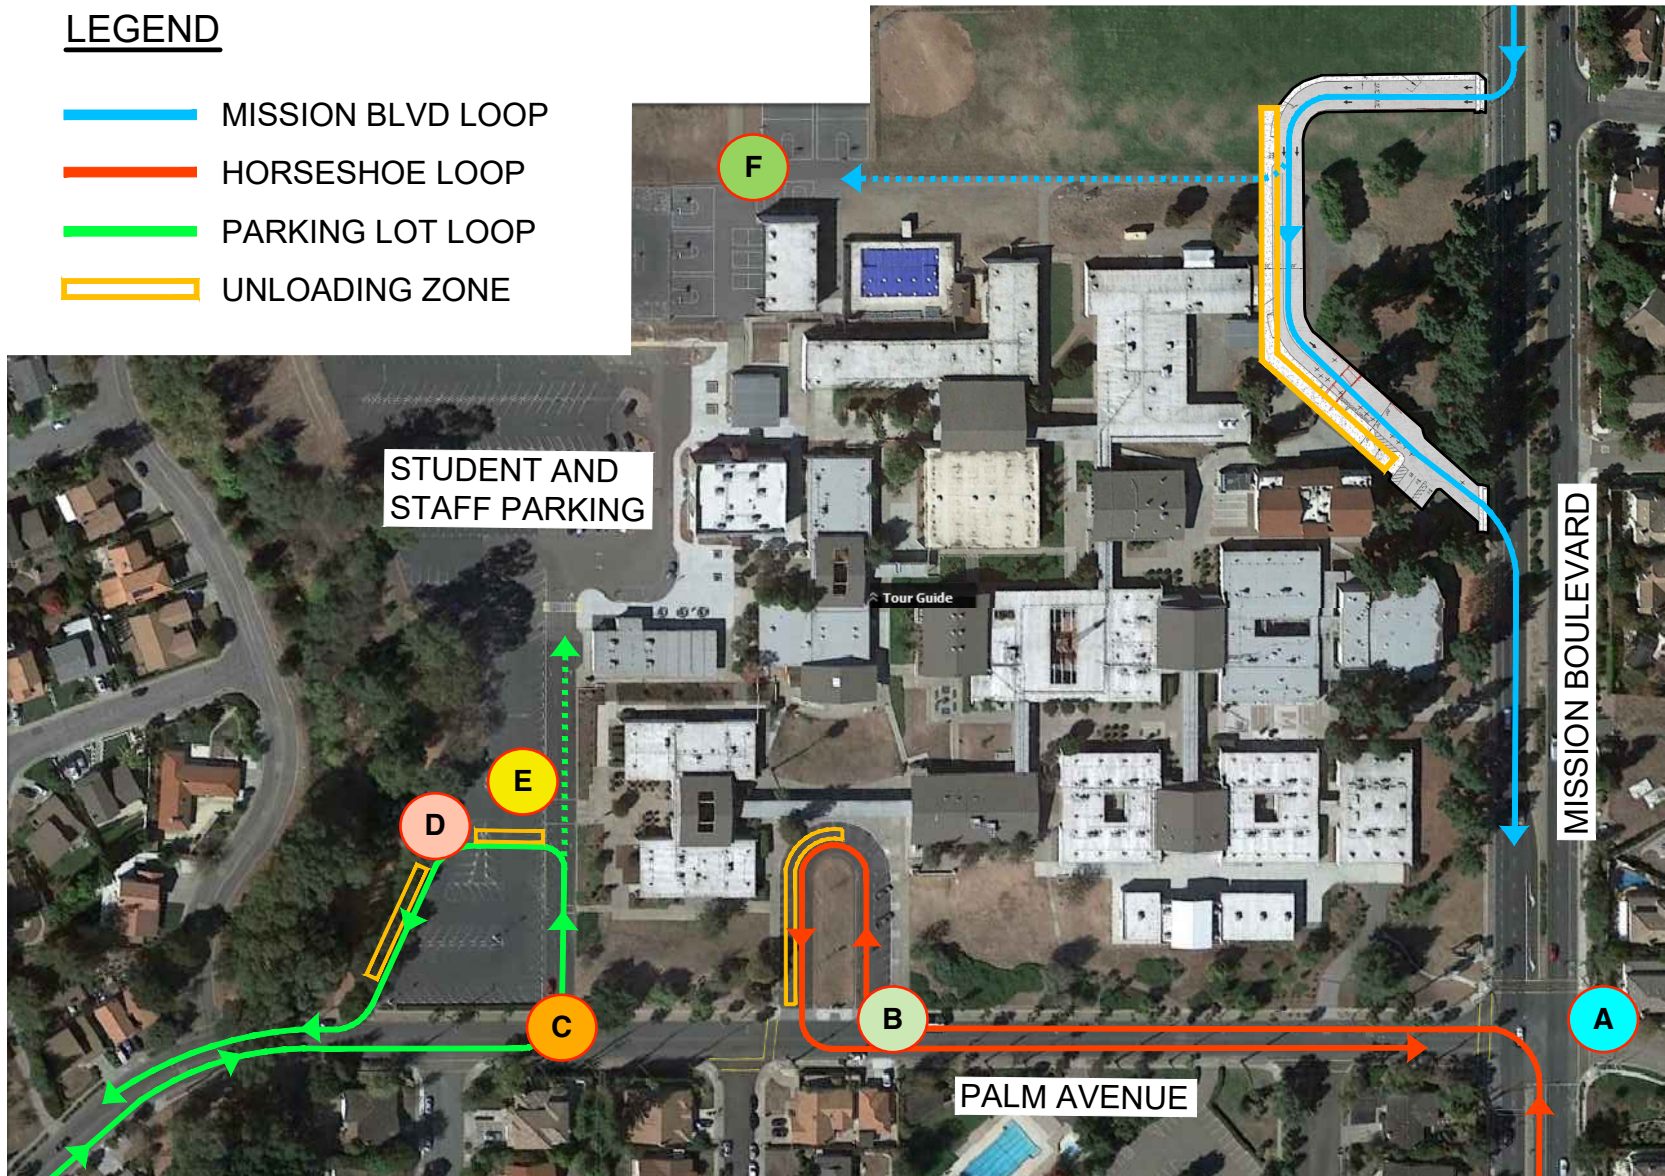 LEGEND
MISSION BLVD LOOP
HORSESHOE LOOP
PARKING LOT LOOP
UNLOADING ZONE
F
STUDENT AND
STAFF PARKING
Tour Guide
MISSION BOULEVARD
E
D
C
B
A
PALM AVENUE